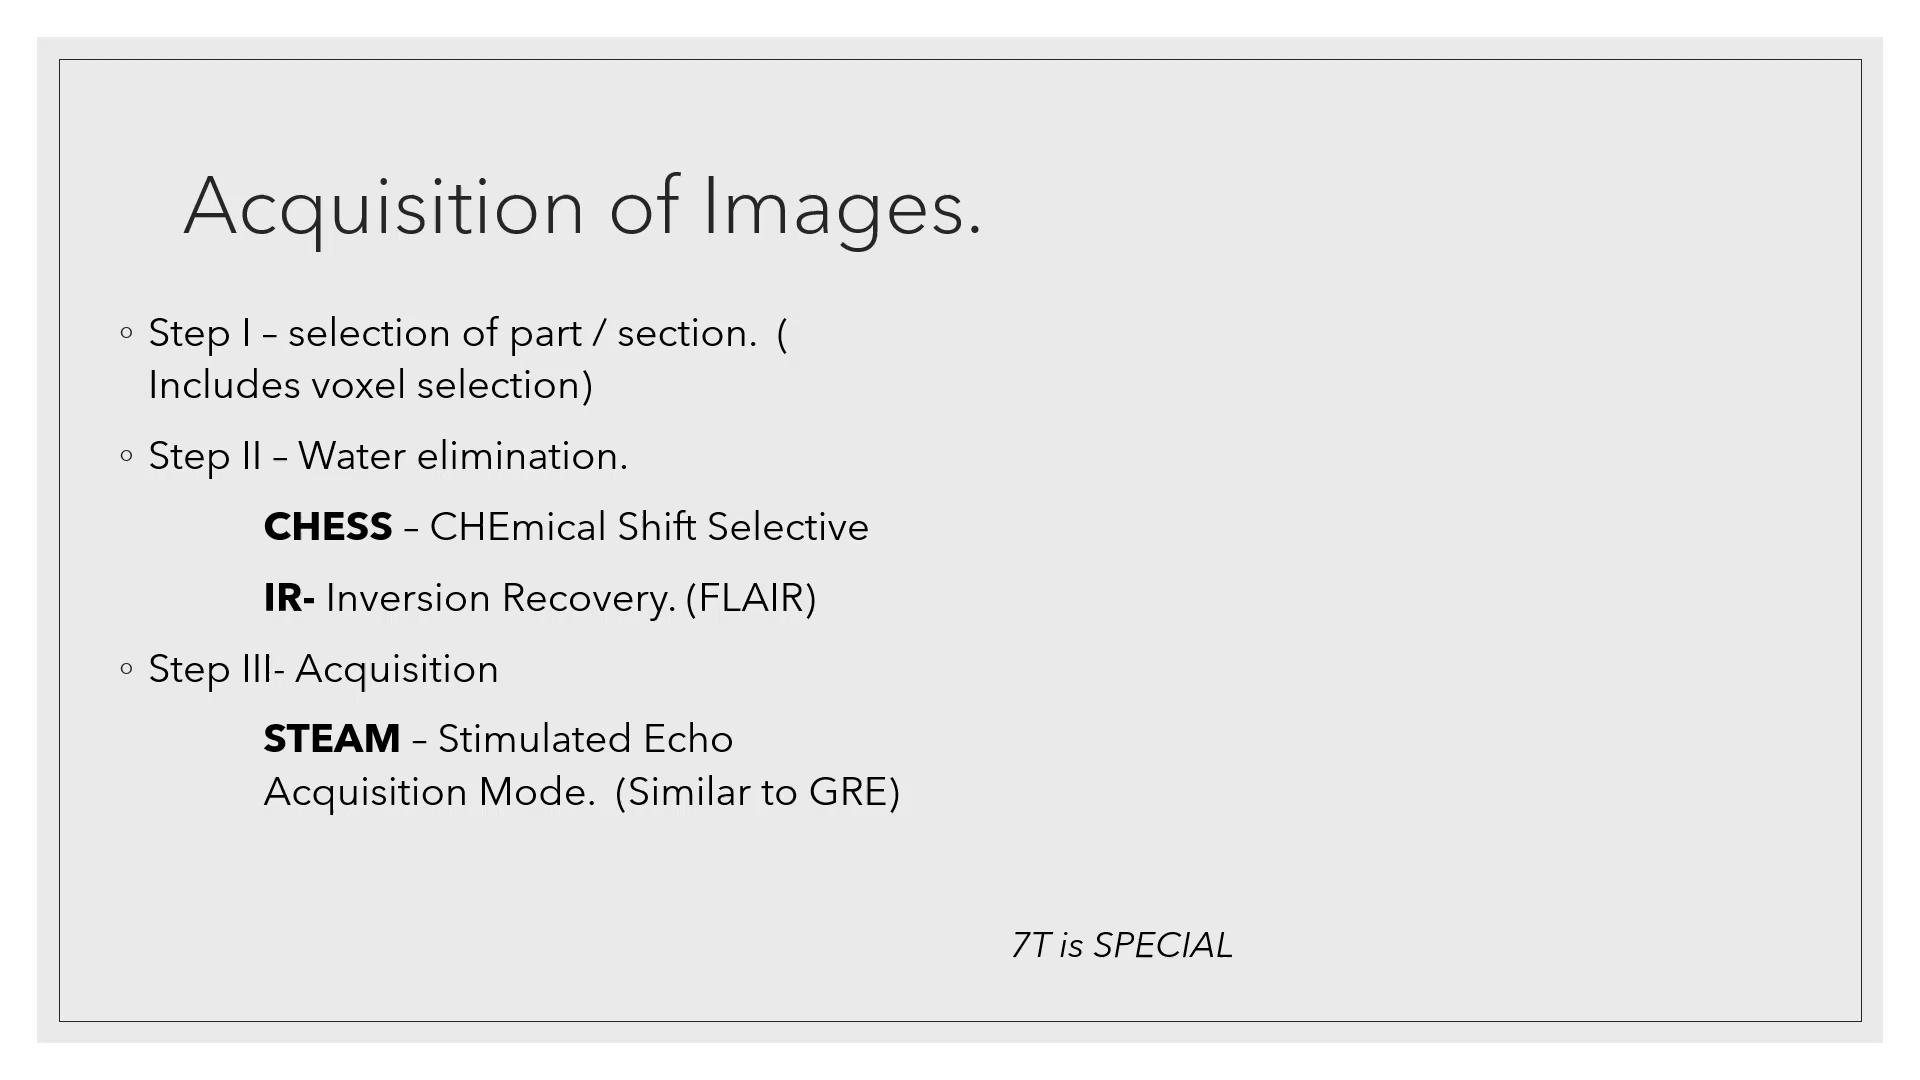 Acquisition of Images.
◦ Step I – selection of part / section. (
Includes voxel selection)
◦ Step II – Water elimination.
CHESS – CHEmical Shift Selective
IR- Inversion Recovery. (FLAIR)
◦ Step III- Acquisition
STEAM – Stimulated Echo
Acquisition Mode. (Similar to GRE)
7T is SPECIAL